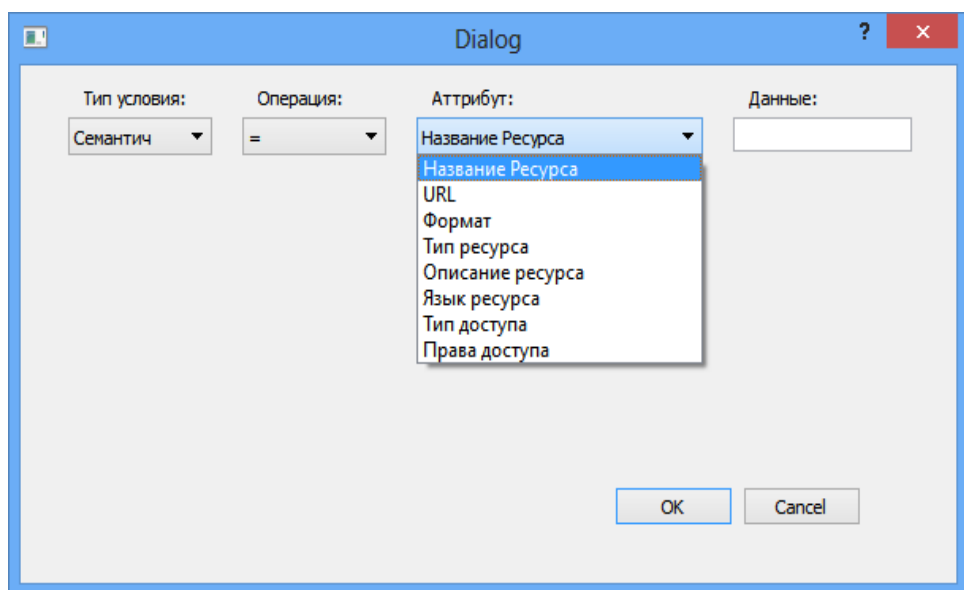 Dialog
?
Тип условия: Операция: Аттрибут: Данные:
Семантич = Название Ресурса
Название Ресурса
URL
Формат
Тип ресурса
Описание ресурса
Язык ресурса
Тип доступа
Права доступа
OK Cancel